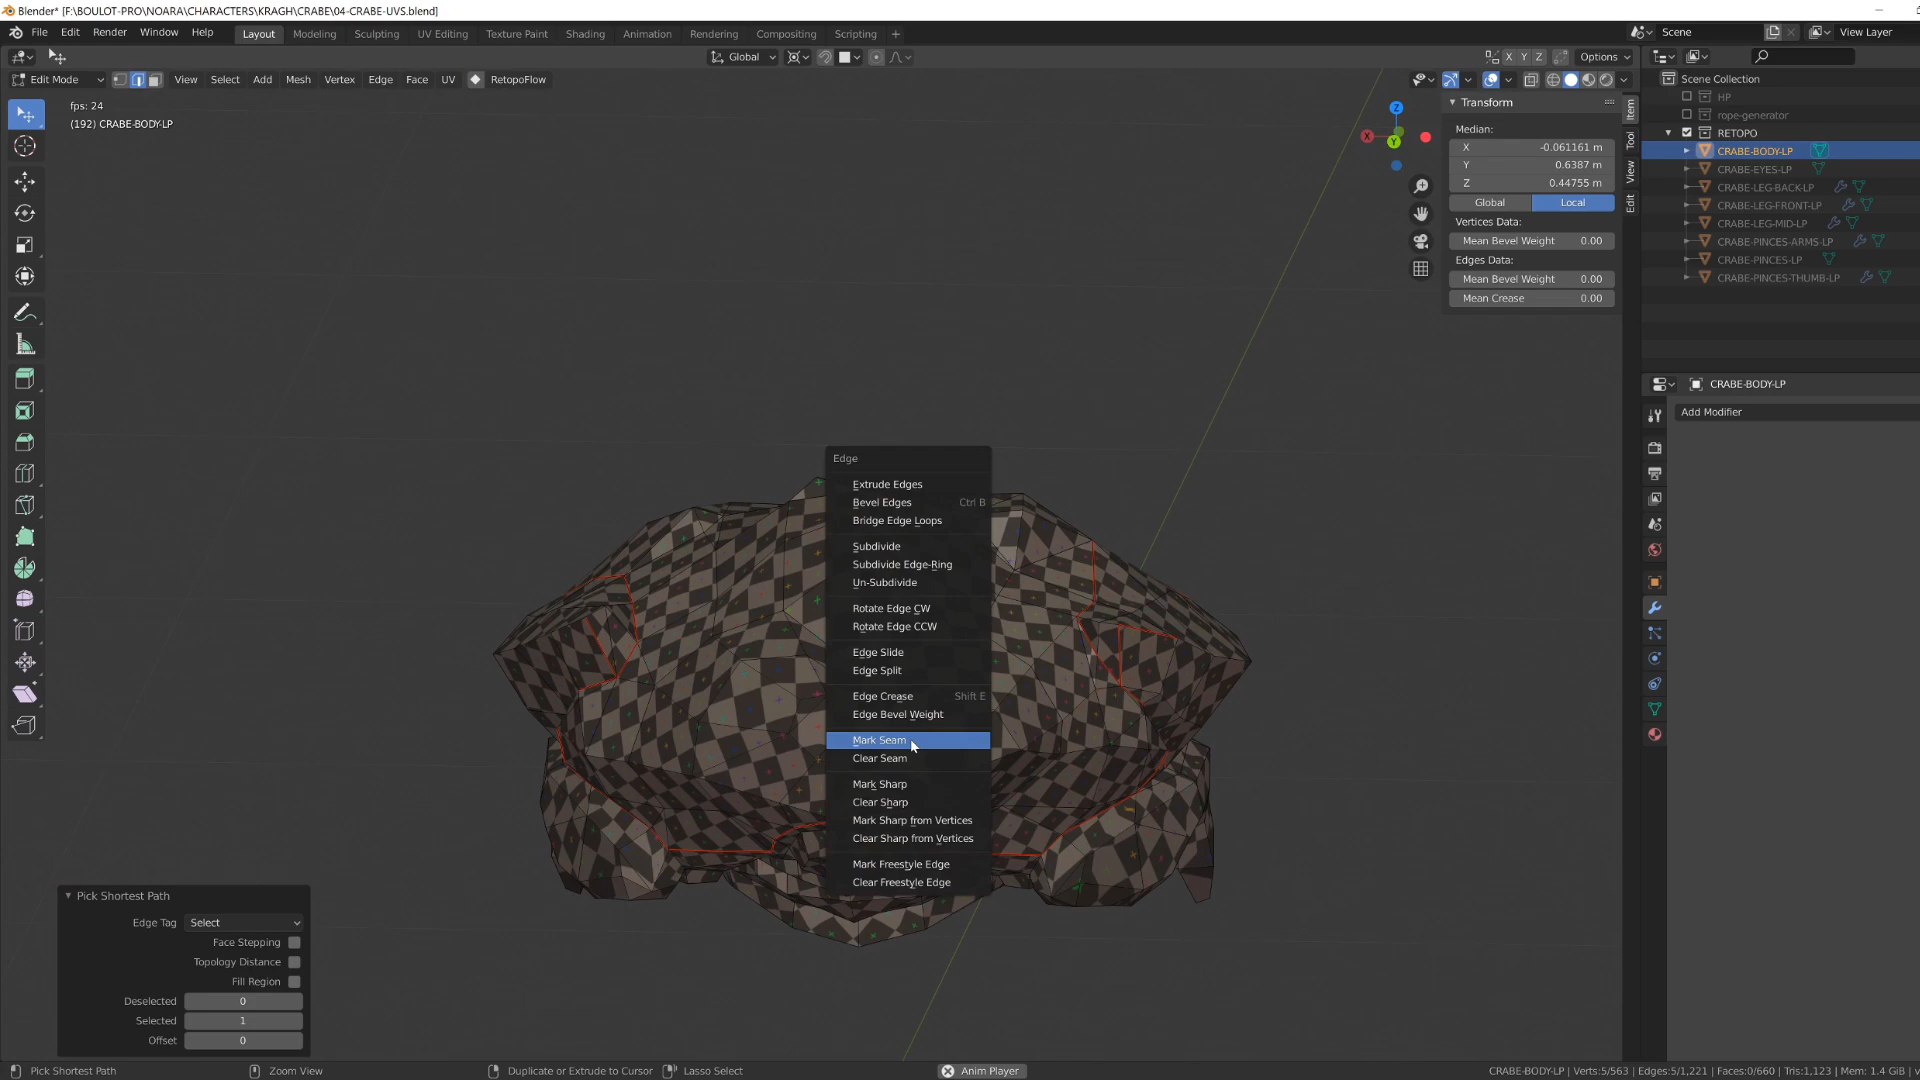 Blender* [F:\BOULOT-PRO\NOARA\CHARACTERS\KRAGH\CRABE\04-CRABE-UVS.blend]
File Edit Render Window Help Layout Modeling Sculpting UV Editing Texture Paint Shading Animation Rendering Compositing Scripting + Scene View Layer
Global X Y Z Options
Edit Mode View Select Add Mesh Vertex Edge Face UV RetopoFlow
fps: 24
(192) CRABE-BODY-LP
Z
X
Y
Transform
Median:
X -0.061161 m
Y 0.6387 m
Z 0.44755 m
Global Local
Vertices Data:
Mean Bevel Weight 0.00
Edges Data:
Mean Bevel Weight 0.00
Mean Crease 0.00
Item
Tool
View
Edit
Scene Collection
HP
rope-generator
RETOPO
CRABE-BODY-LP
CRABE-EYES-LP
CRABE-LEG-BACK-LP
CRABE-LEG-FRONT-LP
CRABE-LEG-MID-LP
CRABE-PINCES-ARMS-LP
CRABE-PINCES-LP
CRABE-PINCES-THUMB-LP
CRABE-BODY-LP
Add Modifier
Edge
Extrude Edges
Bevel Edges Ctrl B
Bridge Edge Loops
Subdivide
Subdivide Edge-Ring
Un-Subdivide
Rotate Edge CW
Rotate Edge CCW
Edge Slide
Edge Split
Edge Crease Shift E
Edge Bevel Weight
Mark Seam
Clear Seam
Mark Sharp
Clear Sharp
Mark Sharp from Vertices
Clear Sharp from Vertices
Mark Freestyle Edge
Clear Freestyle Edge
Pick Shortest Path
Edge Tag Select
Face Stepping
Topology Distance
Fill Region
Deselected 0
Selected 1
Offset 0
Pick Shortest Path Zoom View Duplicate or Extrude to Cursor Lasso Select Anim Player CRABE-BODY-LP | Verts:5/563 | Edges:5/1,221 | Faces:0/660 | Tris:1,123 | Mem: 1.4 GiB | v